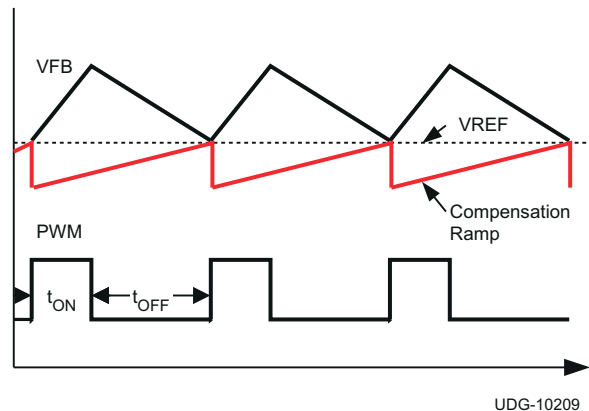 VFB
VREF
Compensation
Ramp
PWM
tON
tOFF
UDG-10209